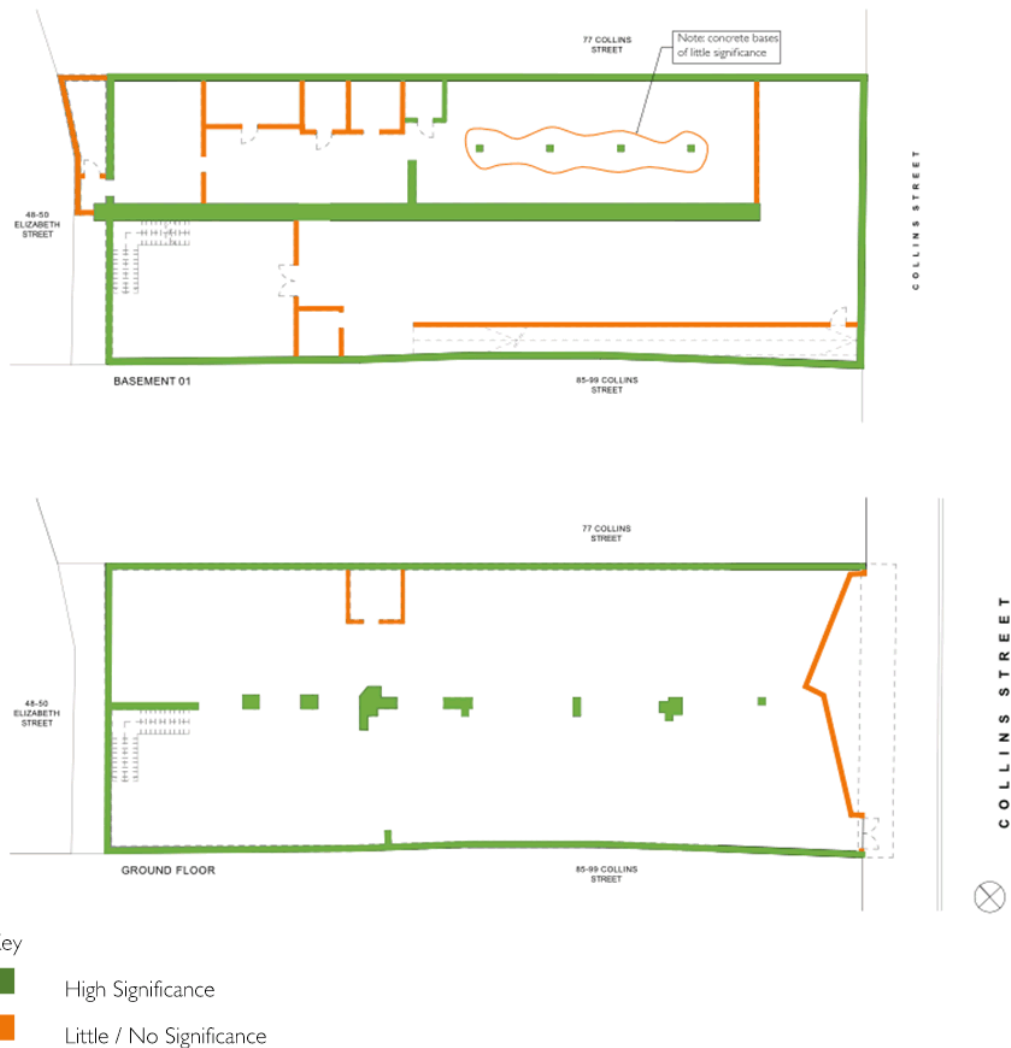 77 COLLINS
STREET
Note: concrete bases
of little significance
COLLINS STREET
48-50
ELIZABETH
STREET
BASEMENT 01
85-99 COLLINS
STREET
77 COLLINS
STREET
COLLINS STREET
48-50
ELIZABETH
STREET
GROUND FLOOR
85-99 COLLINS
STREET
ey
High Significance
Little / No Significance